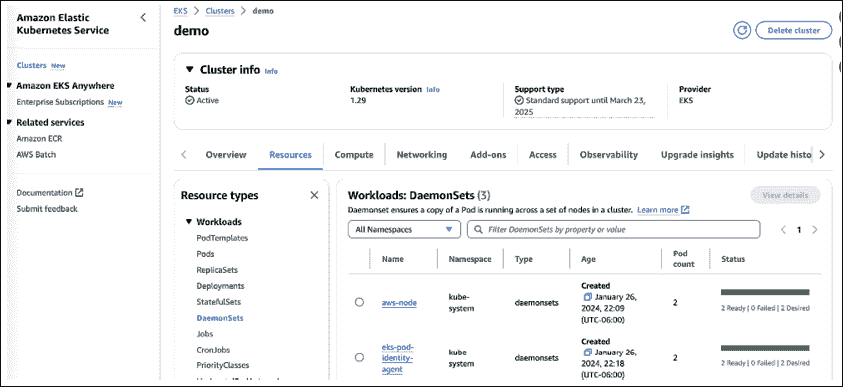 Amazon Elastic
Kubernetes Service
Clusters New
Amazon EKS Anywhere
Enterprise Subscriptions New
Related services
Amazon ECR
AWS Batch
Documentation
Submit feedback
EKS > Clusters > demo
demo
Delete cluster
Cluster info Info
Status
Active
Kubernetes version Info
1.29
Support type
Standard support until March 23,
2025
Provider
EKS
Overview Resources Compute Networking Add-ons Access Observability Upgrade insights Update histo
Resource types
Workloads
PodTemplates
Pods
ReplicaSets
Deployments
StatefulSets
DaemonSets
Jobs
CronJobs
PriorityClasses
Workloads: DaemonSets (3)
View details
Daemonset ensures a copy of a Pod is running across a set of nodes in a cluster. Learn more
All Namespaces
Filter DaemonSets by property or value
1
Name Namespace Type Age Pod count Status
aws-node
kube-
system
daemonsets
Created
January 26,
2024, 22:09
(UTC-06:00)
2
2 Ready | 0 Failed | 2 Desired
eks-pod-
identity-
agent
kube-
system
daemonsets
Created
January 26,
2024, 22:18
(UTC-06:00)
2
2 Ready | 0 Failed | 2 Desired